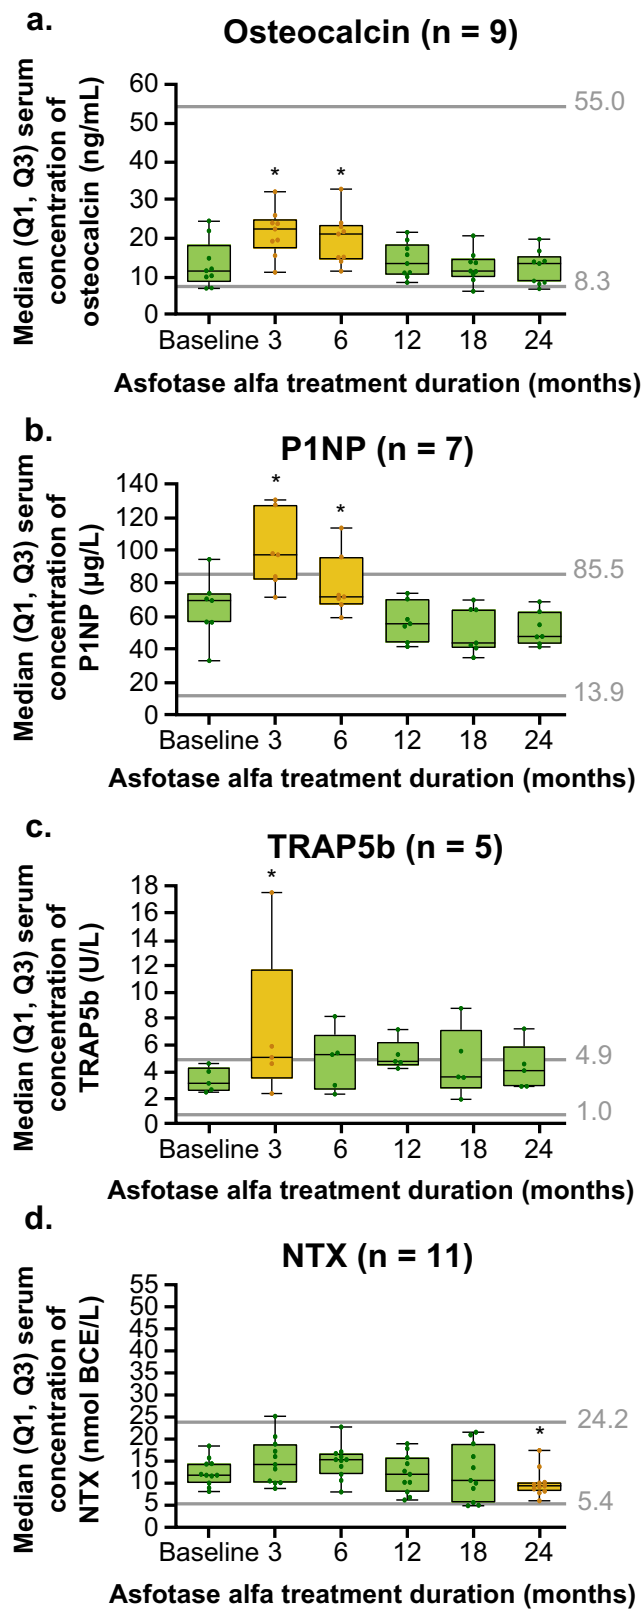 a.
Osteocalcin (n = 9)
Median (Q1, Q3) serum
concentration of
osteocalcin (ng/mL)
60
50
40
30
20
10
0
55.0
8.3
* *
Baseline 3 6 12 18 24
Asfotase alfa treatment duration (months)
b.
P1NP (n = 7)
Median (Q1, Q3) serum
concentration of
P1NP (µg/L)
140
120
100
80
60
40
20
0
85.5
13.9
* *
Baseline 3 6 12 18 24
Asfotase alfa treatment duration (months)
c.
TRAP5b (n = 5)
Median (Q1, Q3) serum
concentration of
TRAP5b (U/L)
18
16
14
12
10
8
6
4
2
0
4.9
1.0
*
Baseline 3 6 12 18 24
Asfotase alfa treatment duration (months)
d.
NTX (n = 11)
Median (Q1, Q3) serum
concentration of
NTX (nmol BCE/L)
55
50
45
40
35
30
25
20
15
10
5
0
24.2
5.4
*
Baseline 3 6 12 18 24
Asfotase alfa treatment duration (months)